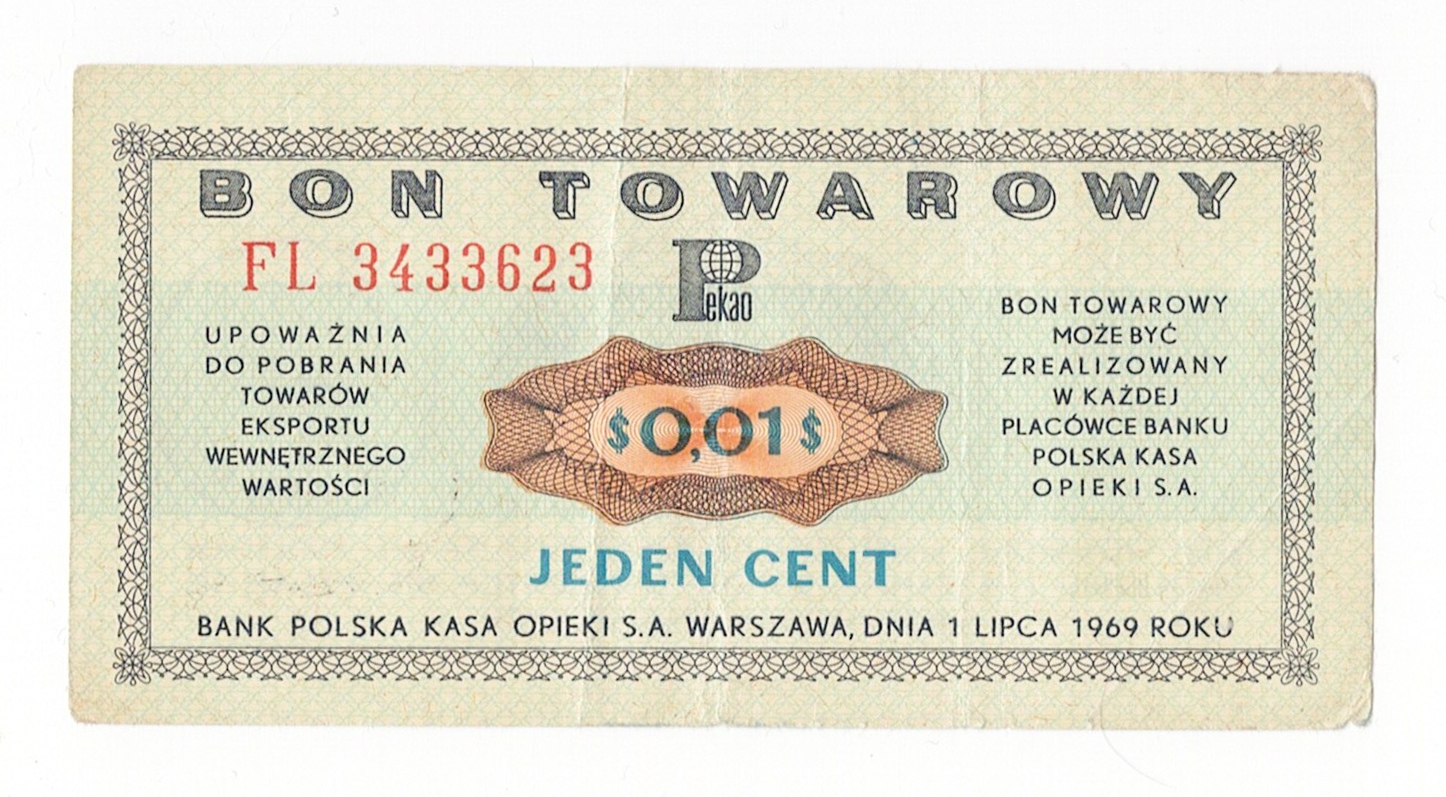 BON TOWAROWY
FL 3433623
Pekao
UPOWAŻNIA
DO POBRANIA
TOWARÓW
EKSPORTU
WEWNĘTRZNEGO
WARTOŚCI
$0,01$
BON TOWAROWY
MOŻE BYĆ
ZREALIZOWANY
W KAŻDEJ
PLACÓWCE BANKU
POLSKA KASA
OPIEKI S.A.
JEDEN CENT
BANK POLSKA KASA OPIEKI S.A. WARSZAWA, DNIA 1 LIPCA 1969 ROKU